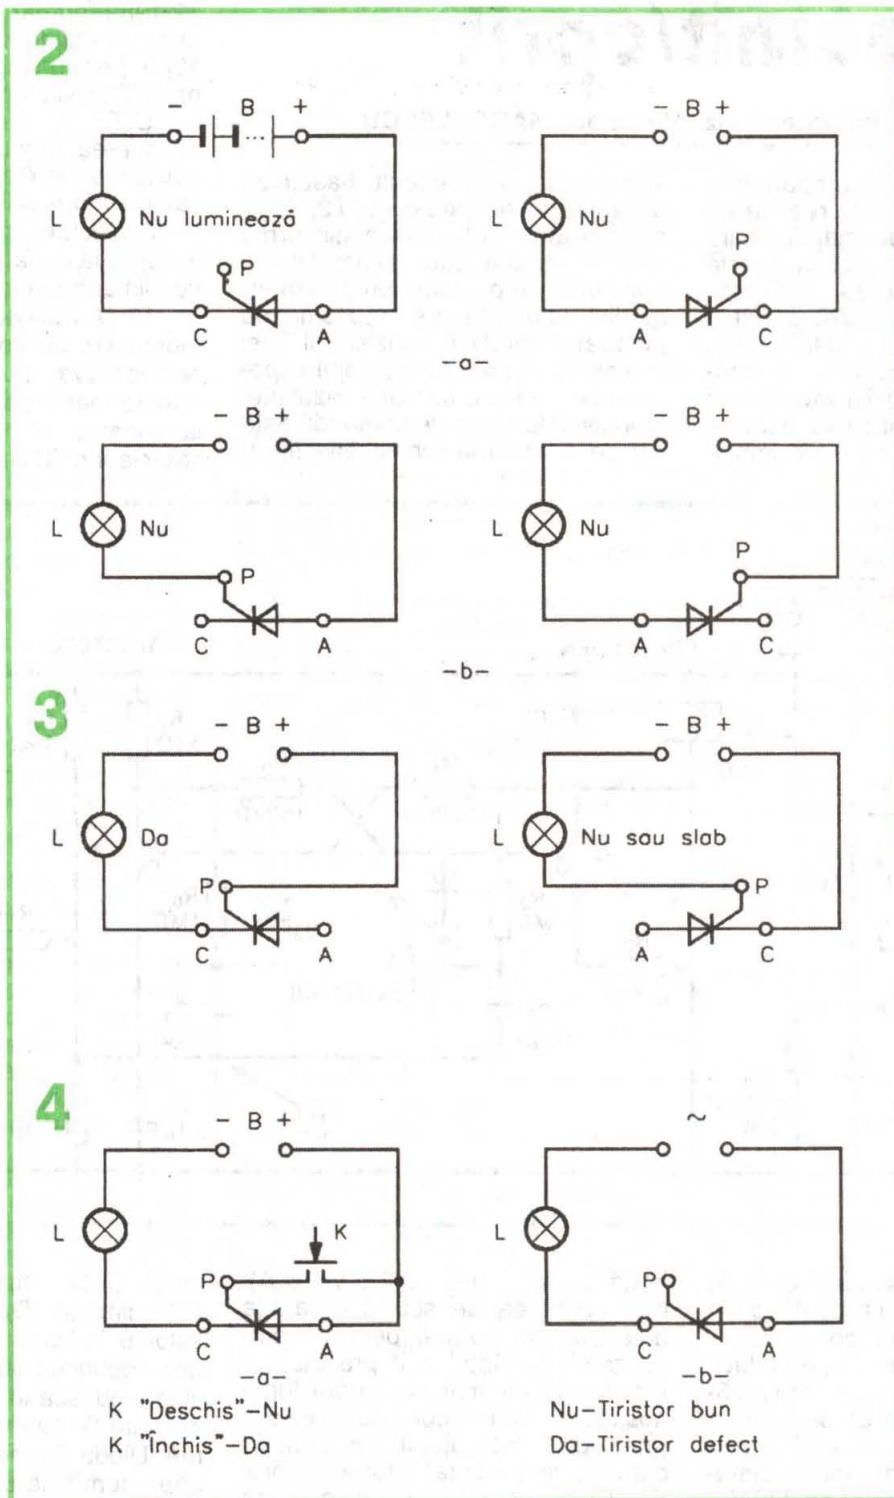 2
- B +
- B +
L Nu luminează
L Nu
P
P
C A
A C
-a-
- B +
- B +
L Nu
L Nu
P
P
C A
A C
-b-
3
- B +
- B +
L Da
L Nu sau slab
P
P
C A
A C
4
- B +
~
L
L
K
P
P
C A
C A
-a-
-b-
K "Deschis"-Nu
K "Închis"-Da
Nu-Tiristor bun
Da-Tiristor defect